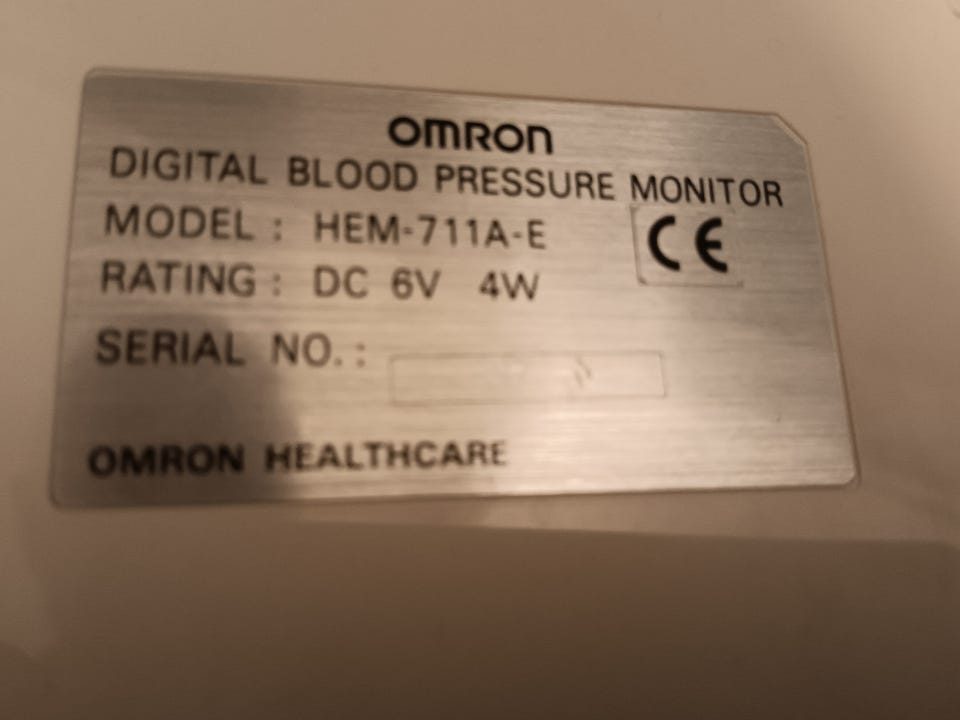 OMRON
DIGITAL BLOOD PRESSURE MONITOR
MODEL : HEM-711A-E
CE
RATING : DC 6V 4W
SERIAL NO. :
OMRON HEALTHCARE